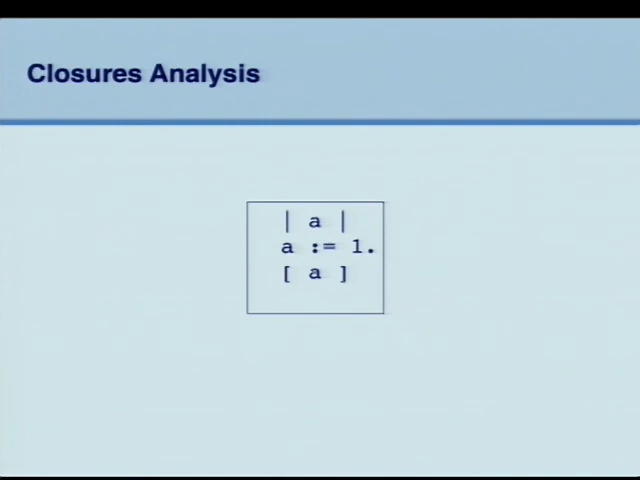 Closures Analysis
| a |
a := 1.
[ a ]